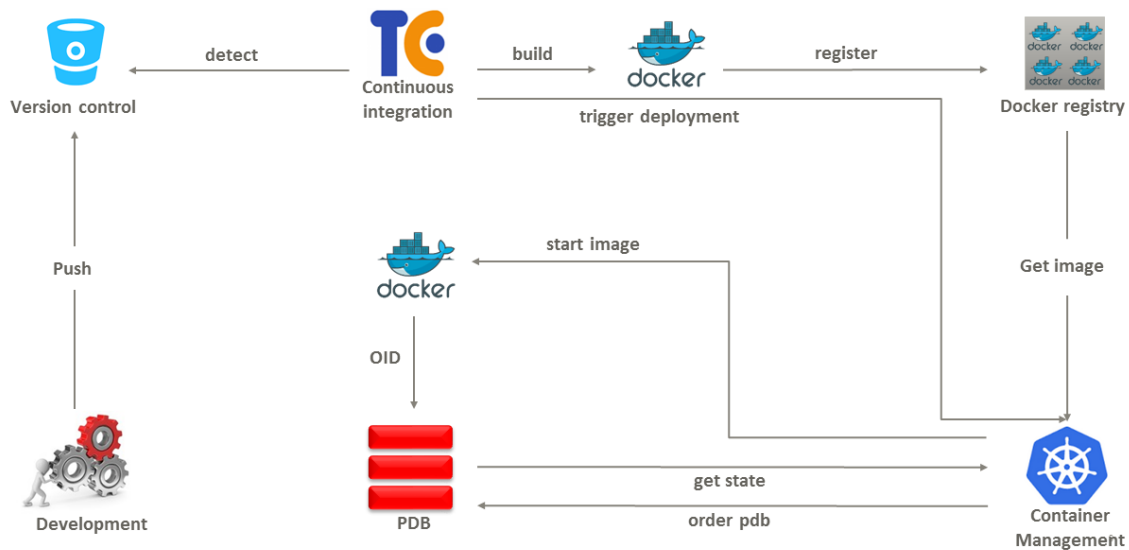 TC
detect
build
docker
register
docker
docker
docker
docker
Version control
Continuous
integration
trigger deployment
Docker registry
start image
Push
Get image
docker
OID
get state
order pdb
Development
PDB
Container
Management